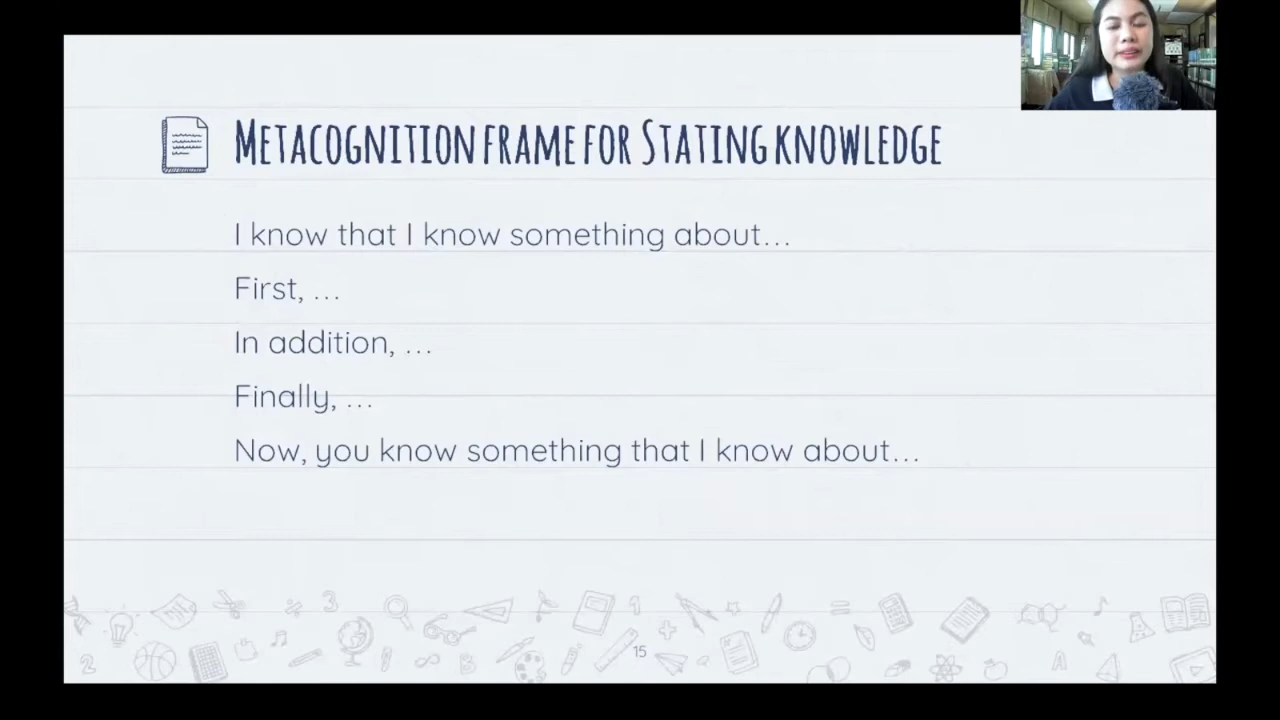 Metacognition frame for Stating knowledge
I know that I know something about...
First, ...
In addition, ...
Finally, ...
Now, you know something that I know about...
15